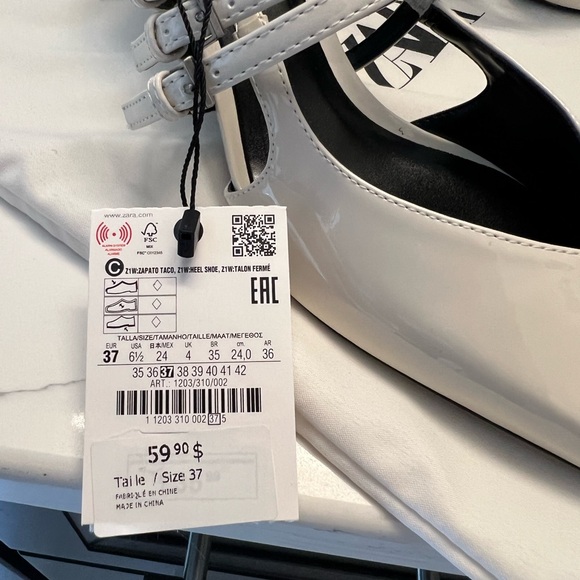 ZARA
www.zara.com
ALARMADO
FSC
MIX
C Z1W:ZAPATO TACO, Z1W:HEEL SHOE, Z1W:TALON FERMÉ
EAC
TALLA/SIZE/TAMANHO/TAILLE/MAAT/ΜΕΓΕΘΟΣ
EUR USA 日本/MEX UK BR cm. AR
37 6½ 24 4 35 24,0 36
35 36 37 38 39 40 41 42
ART.: 1203/310/002
1 1203 310 002 37 5
59 90 $
Taille / Size 37
FABRIQUÉ EN CHINE
MADE IN CHINA